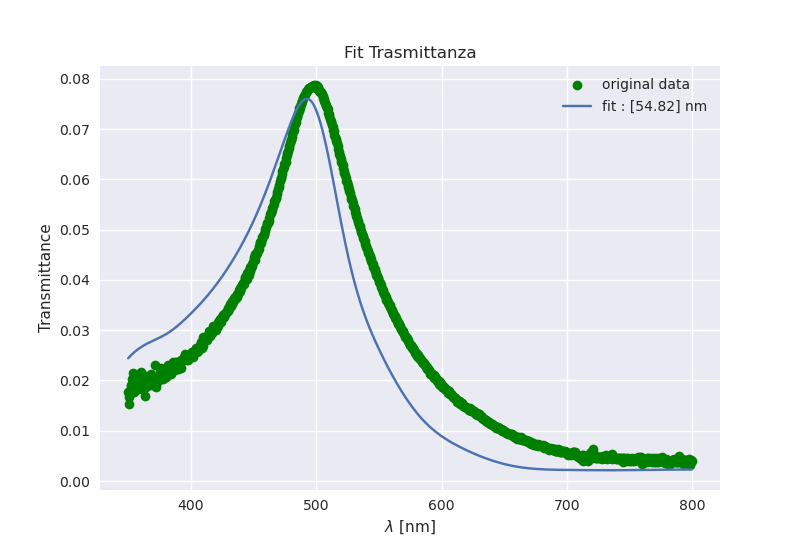 Fit Trasmittanza
original data
fit : [54.82] nm
Transmittance
0.08
0.07
0.06
0.05
0.04
0.03
0.02
0.01
0.00
400 500 600 700 800
λ [nm]